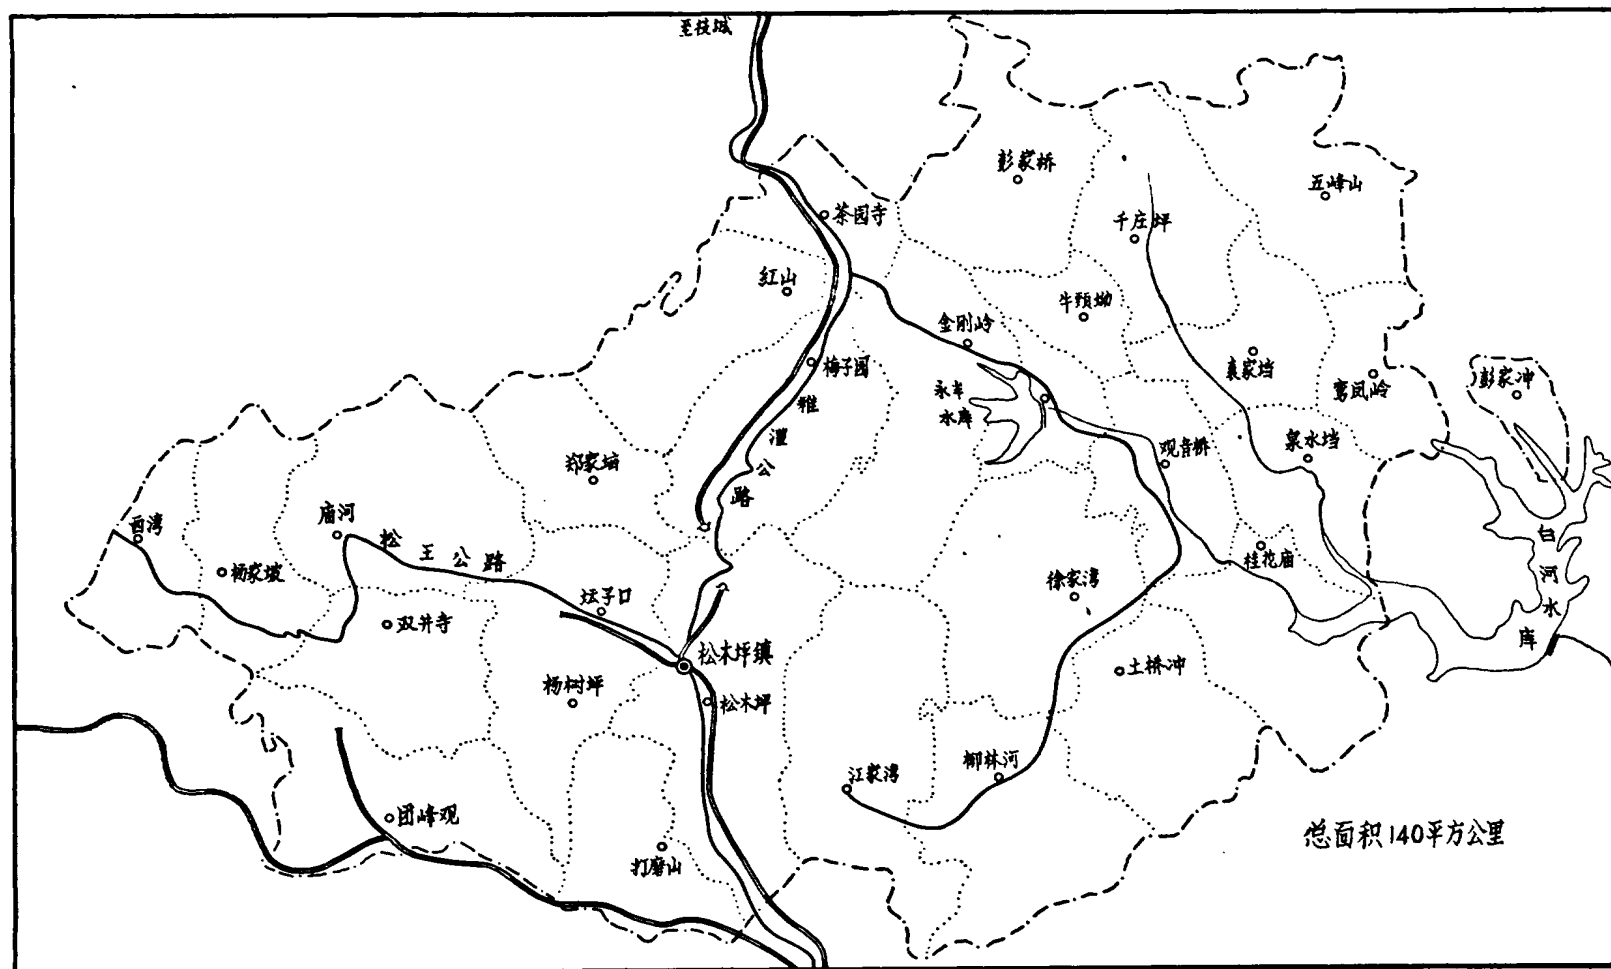 至枝城
彭家桥
五峰山
茶园寺
千庄坪
红山
牛颈坳
金刚岭
梅子园
袁家垱
鸾凤岭
彭家冲
雅
澧
公
路
水库
观音桥
泉水垱
郑家垴
庙河
西湾
松王公路
杨家坡
白河水库
桂花庙
坛子口
徐家湾
双井寺
松木坪镇
土桥冲
杨树坪
松木坪
江家湾
柳林河
团峰观
打磨山
总面积140平方公里